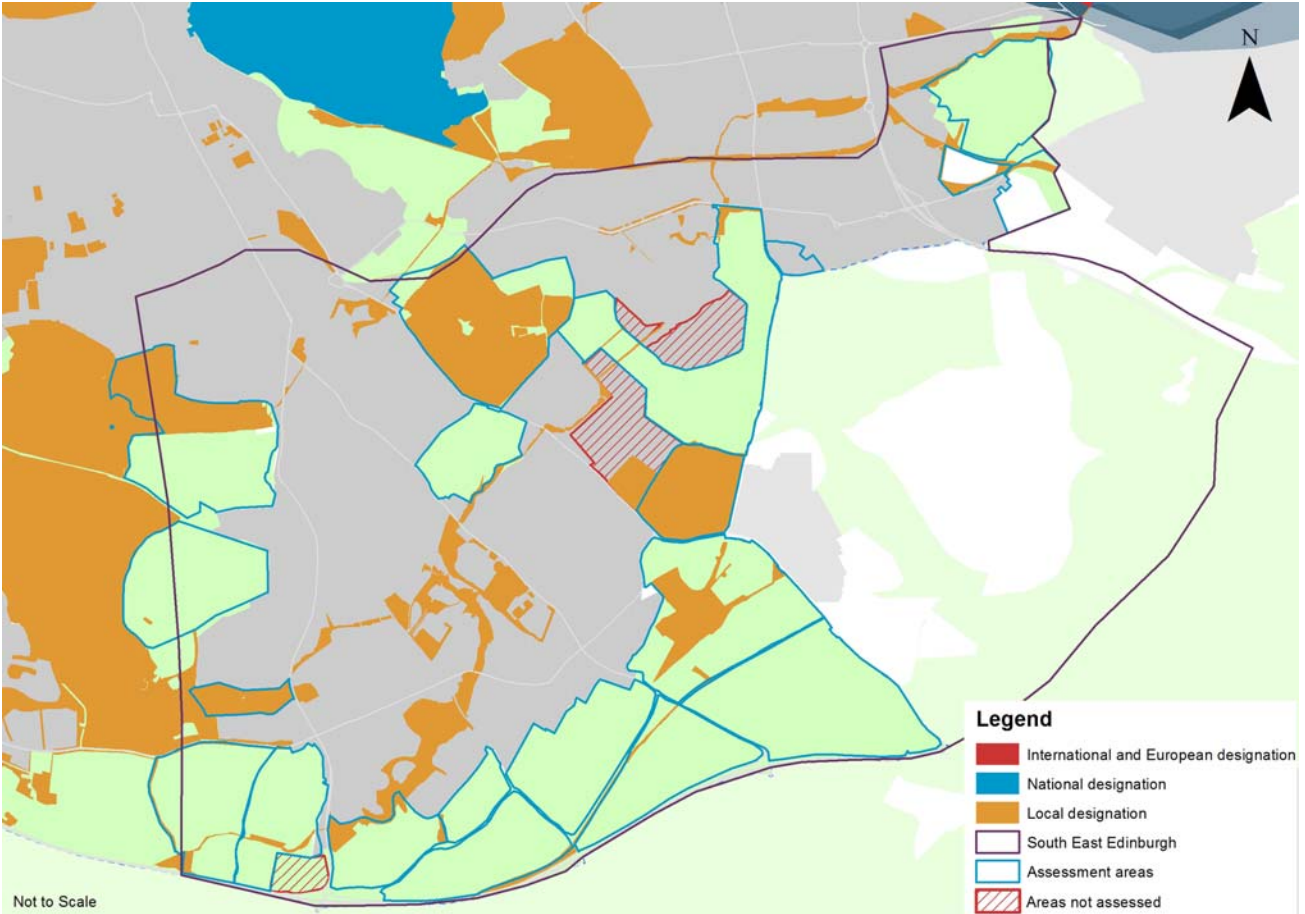 N
Legend
International and European designation
National designation
Local designation
South East Edinburgh
Assessment areas
Areas not assessed
Not to Scale